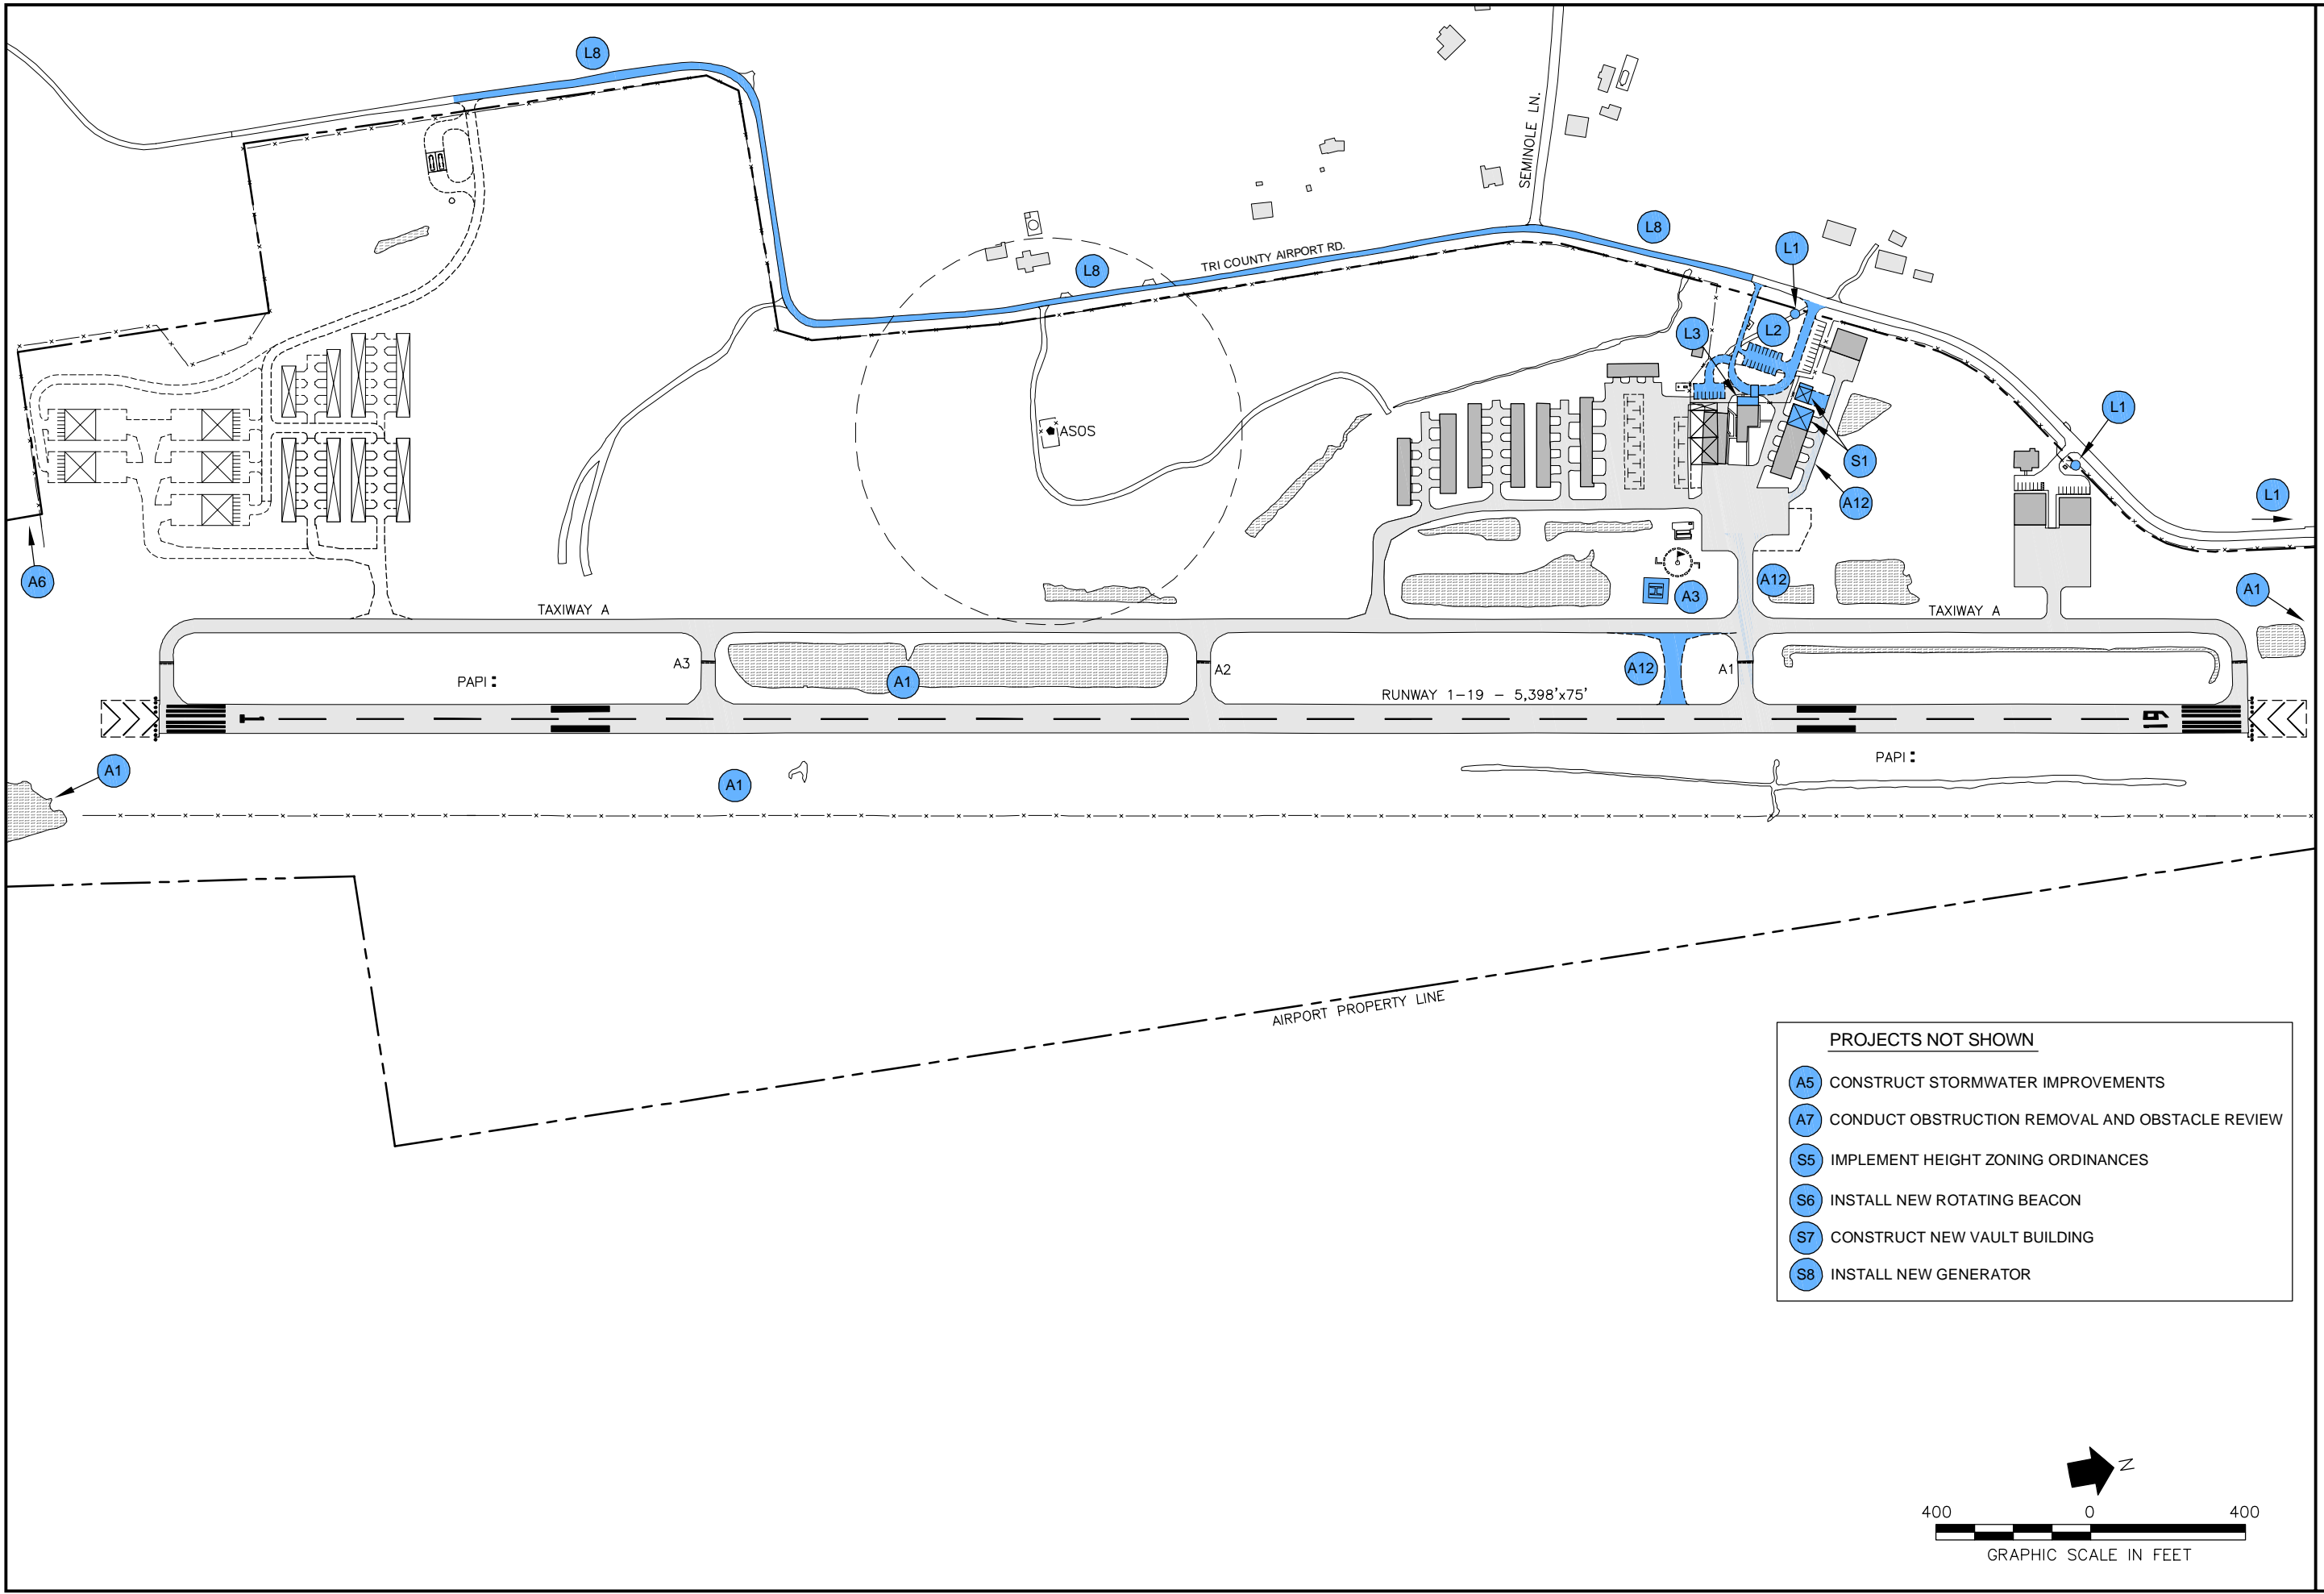 L8
SEMINOLE LN.
L8
L1
TRI COUNTY AIRPORT RD.
L8
L2
L3
L1
ASOS
S1
L1
A12
A6
A12
A1
A3
TAXIWAY A
TAXIWAY A
A3
A2
A12
A1
PAPI
A1
RUNWAY 1-19 - 5,398'x75'
1
19
PAPI
A1
A1
AIRPORT PROPERTY LINE
PROJECTS NOT SHOWN
A5 CONSTRUCT STORMWATER IMPROVEMENTS
A7 CONDUCT OBSTRUCTION REMOVAL AND OBSTACLE REVIEW
S5 IMPLEMENT HEIGHT ZONING ORDINANCES
S6 INSTALL NEW ROTATING BEACON
S7 CONSTRUCT NEW VAULT BUILDING
S8 INSTALL NEW GENERATOR
N
400 0 400
GRAPHIC SCALE IN FEET